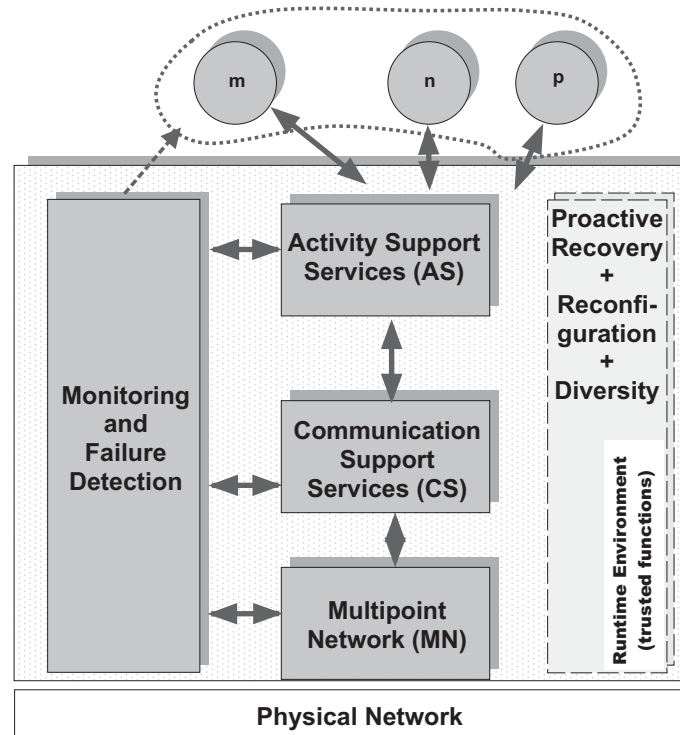 m
n
p
Activity Support
Services (AS)
Proactive
Recovery
+
Reconfi-
guration
+
Diversity
Monitoring
and
Failure
Detection
Communication
Support
Services (CS)
Runtime Environment
(trusted functions)
Multipoint
Network (MN)
Physical Network